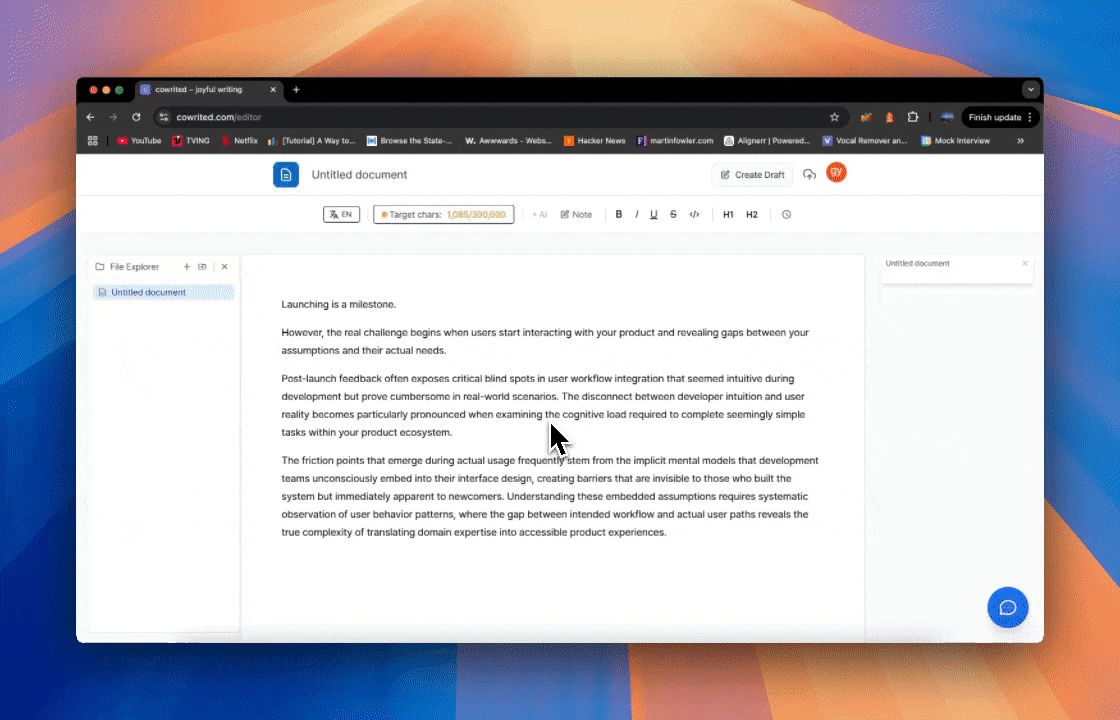 cowrited – joyful writing
cowrited.com/editor
Finish update
YouTube
TVING
Netflix
[Tutorial] A Way to...
Browse the State-...
Awwwards - Webs...
Hacker News
martinfowler.com
Alignerr | Powered...
Vocal Remover an...
Mock Interview
Untitled document
Create Draft
gy
EN
Target chars: 1,085/300,000
+ AI
Note
B
I
U
S
</>
H1
H2
File Explorer
Untitled document
Launching is a milestone.
However, the real challenge begins when users start interacting with your product and revealing gaps between your
assumptions and their actual needs.
Post-launch feedback often exposes critical blind spots in user workflow integration that seemed intuitive during
development but prove cumbersome in real-world scenarios. The disconnect between developer intuition and user
reality becomes particularly pronounced when examining the cognitive load required to complete seemingly simple
tasks within your product ecosystem.
The friction points that emerge during actual usage frequently stem from the implicit mental models that development
teams unconsciously embed into their interface design, creating barriers that are invisible to those who built the
system but immediately apparent to newcomers. Understanding these embedded assumptions requires systematic
observation of user behavior patterns, where the gap between intended workflow and actual user paths reveals the
true complexity of translating domain expertise into accessible product experiences.
Untitled document